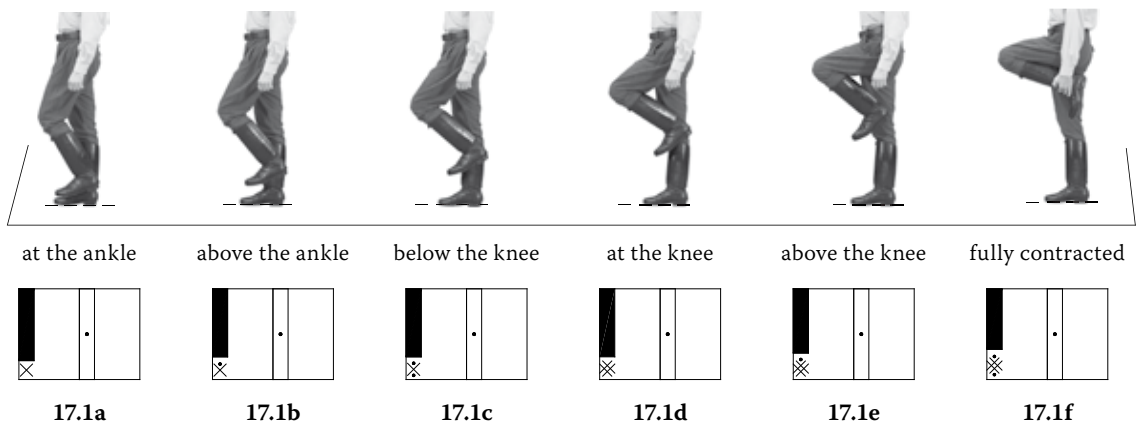 at the ankle above the ankle below the knee at the knee above the knee fully contracted
17.1a 17.1b 17.1c 17.1d 17.1e 17.1f